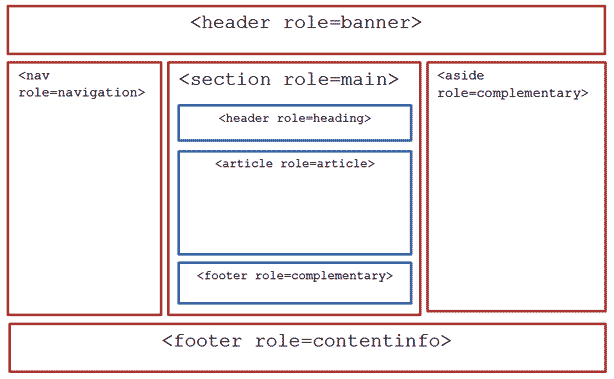 <header role=banner>
<nav
role=navigation>
<section role=main>
<header role=heading>
<article role=article>
<footer role=complementary>
<aside
role=complementary>
<footer role=contentinfo>